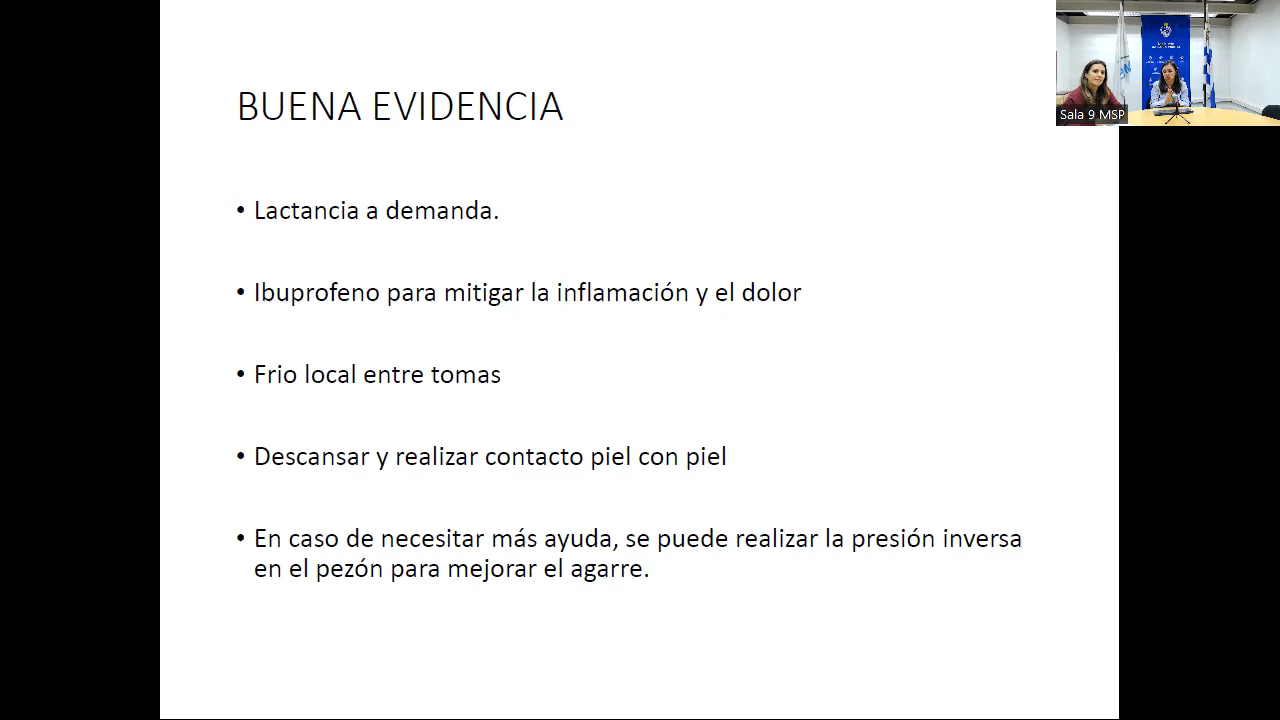 BUENA EVIDENCIA
• Lactancia a demanda.
• Ibuprofeno para mitigar la inflamación y el dolor
• Frio local entre tomas
• Descansar y realizar contacto piel con piel
• En caso de necesitar más ayuda, se puede realizar la presión inversa
en el pezón para mejorar el agarre.
Sala 9 MSP